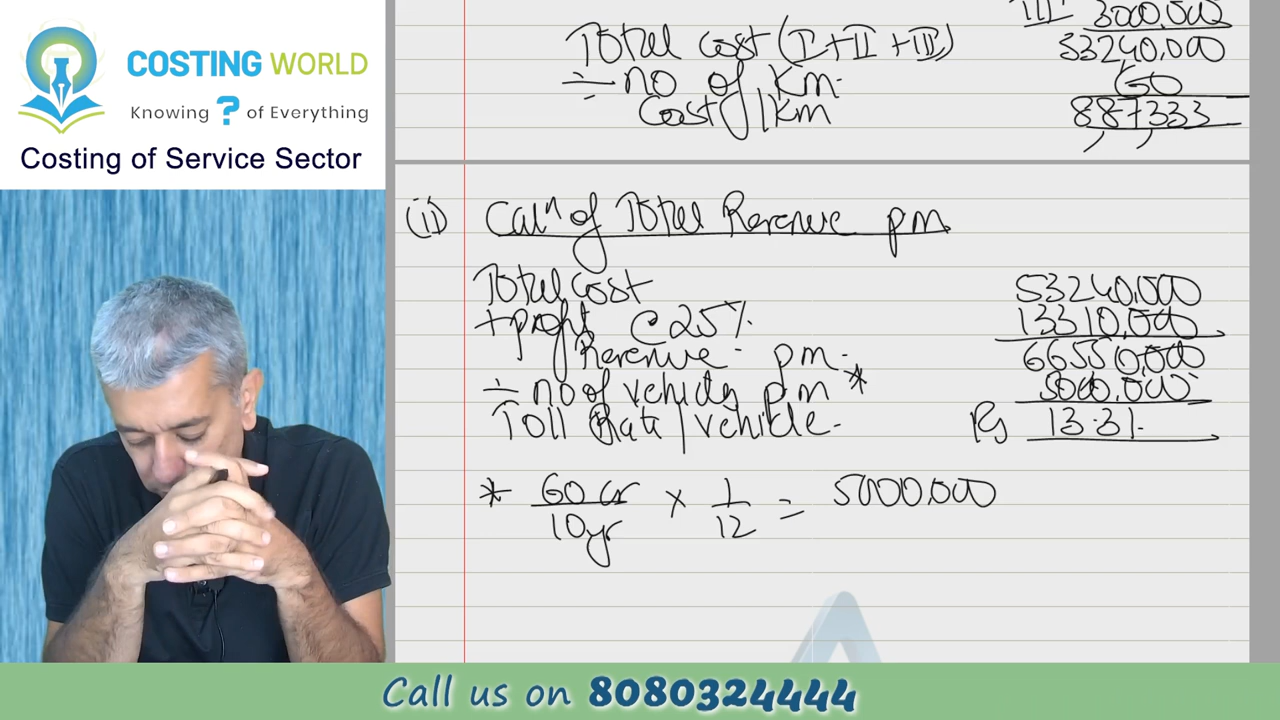 COSTING WORLD
Knowing ? of Everything
Costing of Service Sector
III 3000,000
Total cost (I + II + III) 53240,000
÷ no of Km. 60
Cost / Km 887333
(ii) Calⁿ of Total Revenue pm
Total Cost 53240,000
+ profit @ 25% 13310,000
Revenue pm. 66550,000
÷ no of vehicles pm * 5000,000
Toll Rate / vehicle. Rs 13.31
* 60 cr / 10 yr × 1/12 = 5000.000
Call us on 8080324444